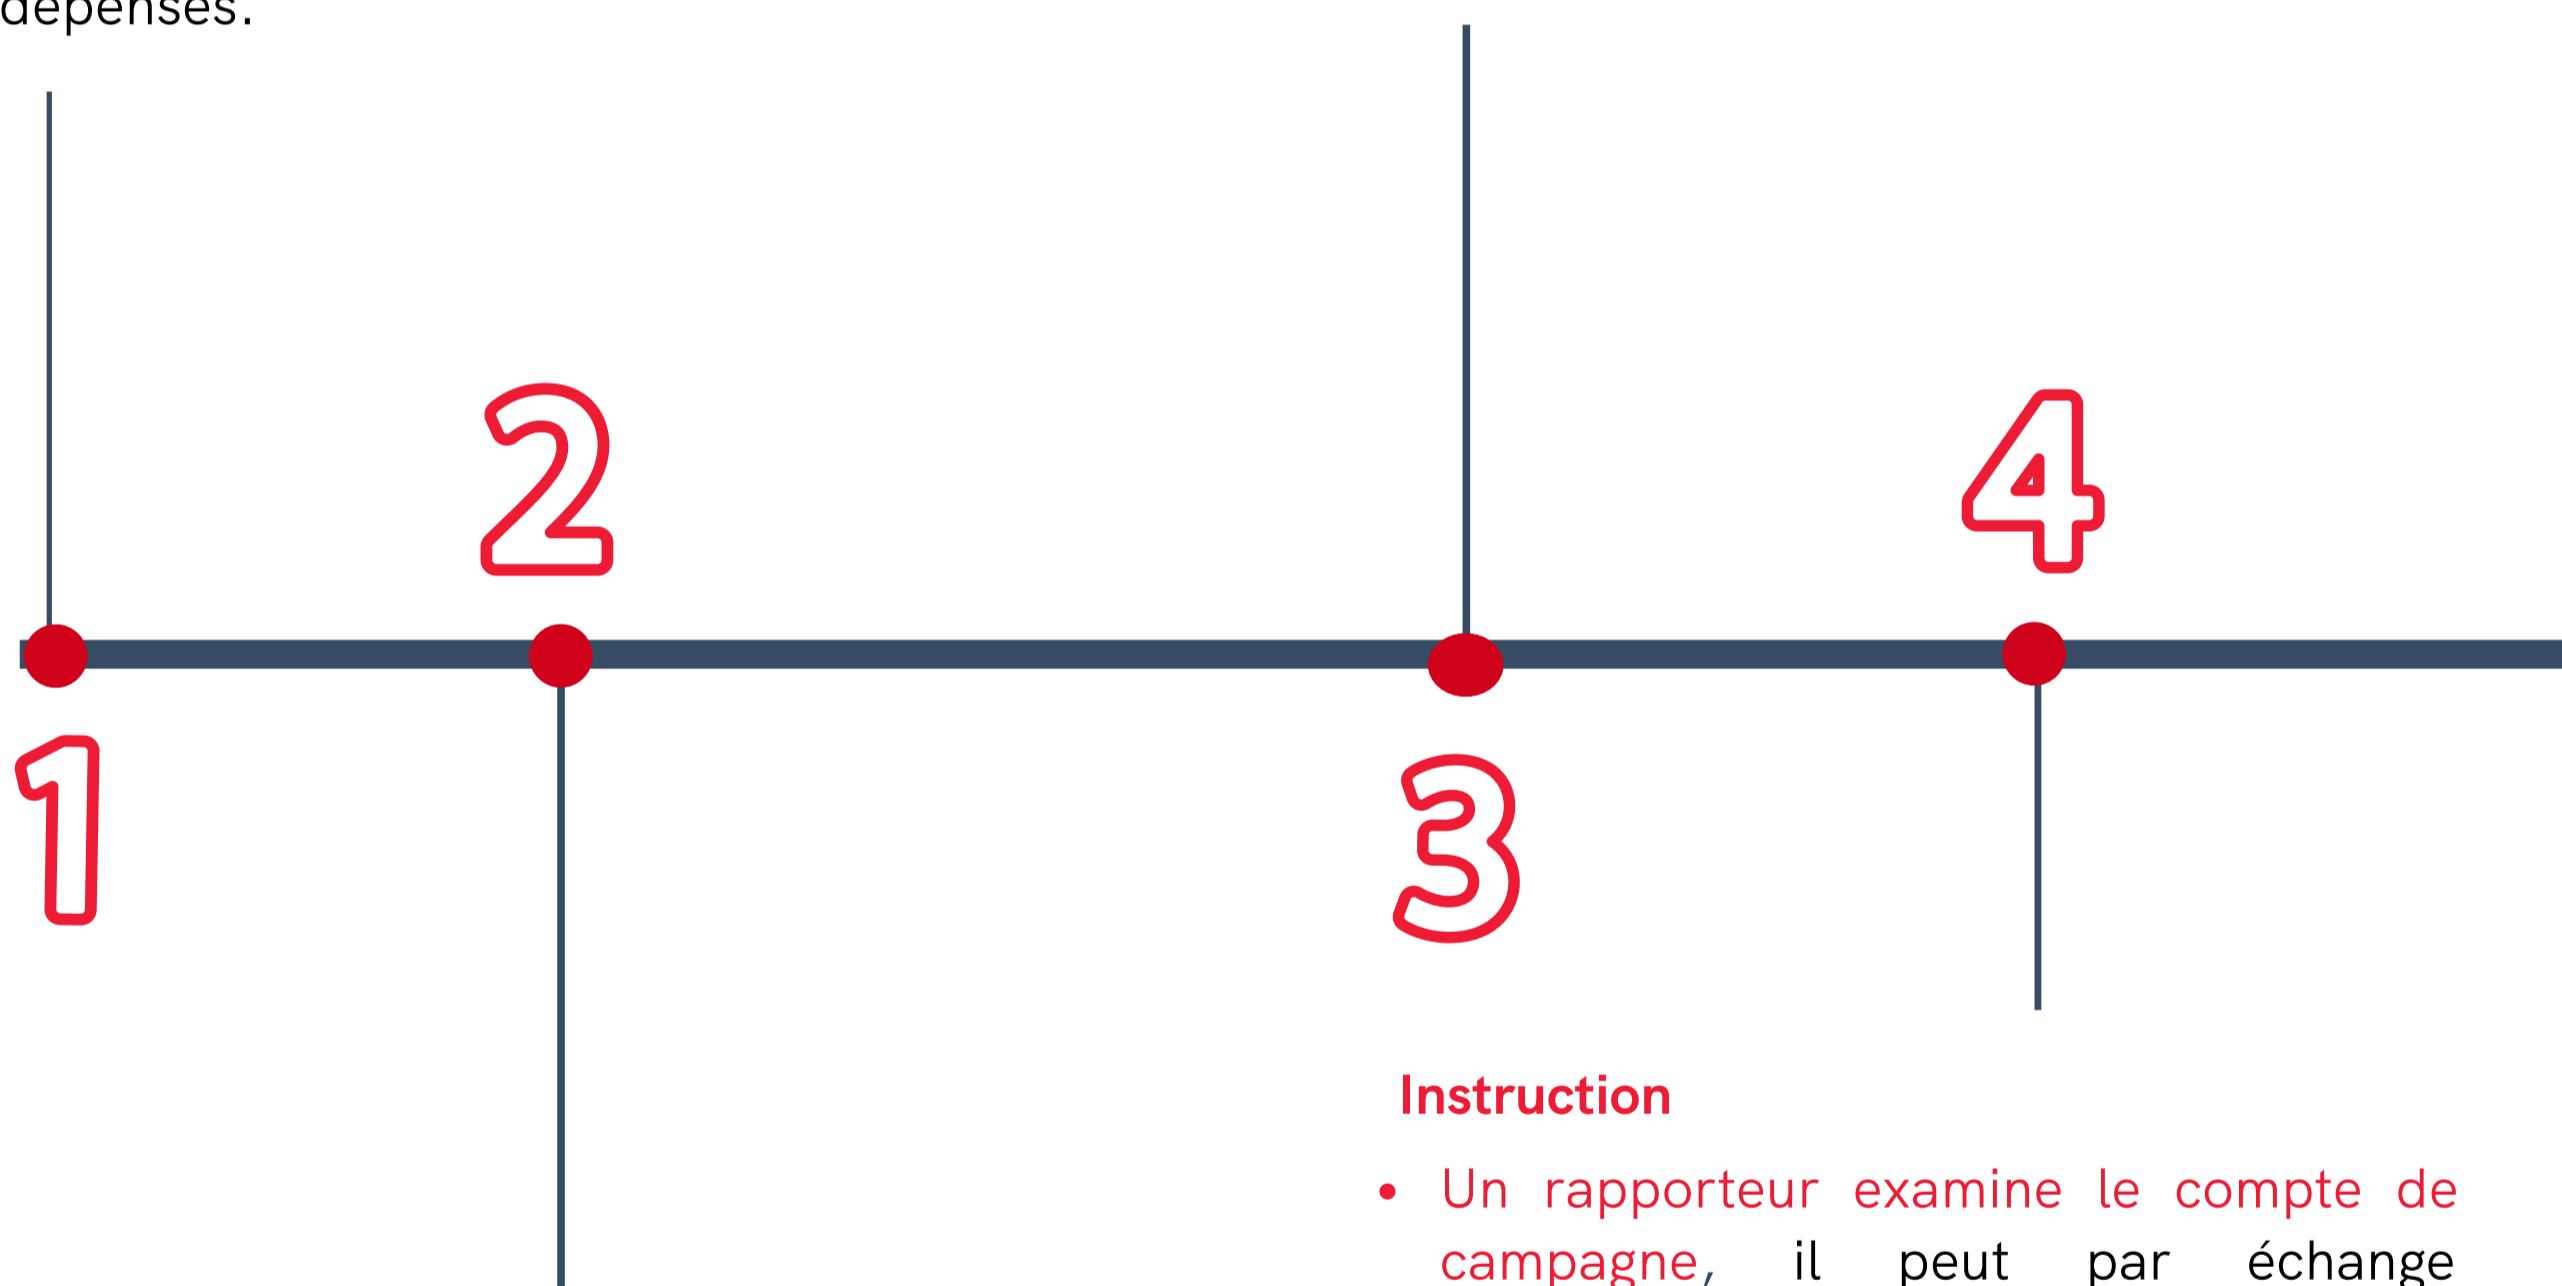 dépenses.
2
4
1
3
Instruction
• Un rapporteur examine le compte de
campagne, il peut par échange